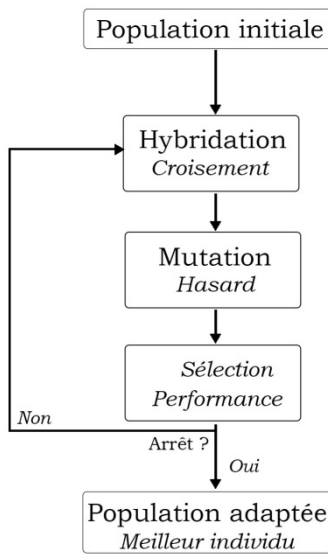 Population initiale
Hybridation
Croisement
Mutation
Hasard
Sélection
Performance
Non
Arrêt ?
Oui
Population adaptée
Meilleur individu